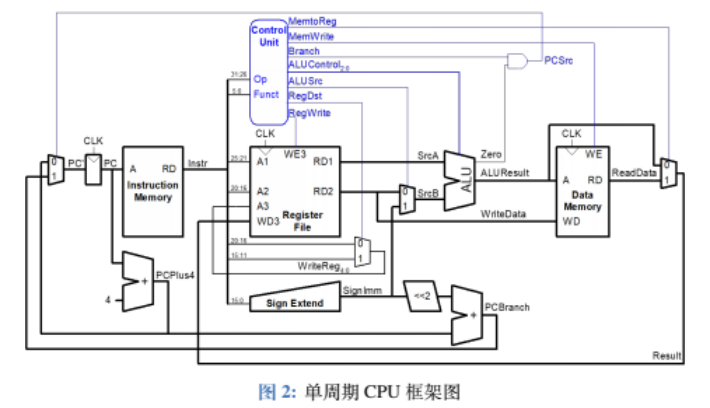 MemtoReg
Control Unit
MemWrite
Branch
PCSrc
ALUControl2:0
31:26
Op
ALUSrc
5:0
Funct
RegDst
RegWrite
CLK
CLK
CLK
0
1
PC'
PC
A
RD
Instr
Instruction Memory
25:21
A1
WE3
RD1
SrcA
Zero
WE
20:16
A2
RD2
0
1
SrcB
ALU
ALUResult
A
RD
ReadData
0
1
A3
Register File
WD3
WriteData
Data Memory
WD
20:16
0
15:11
1
WriteReg4:0
PCPlus4
+
4
SignImm
15:0
Sign Extend
<<2
+
PCBranch
Result
图 2: 单周期 CPU 框架图